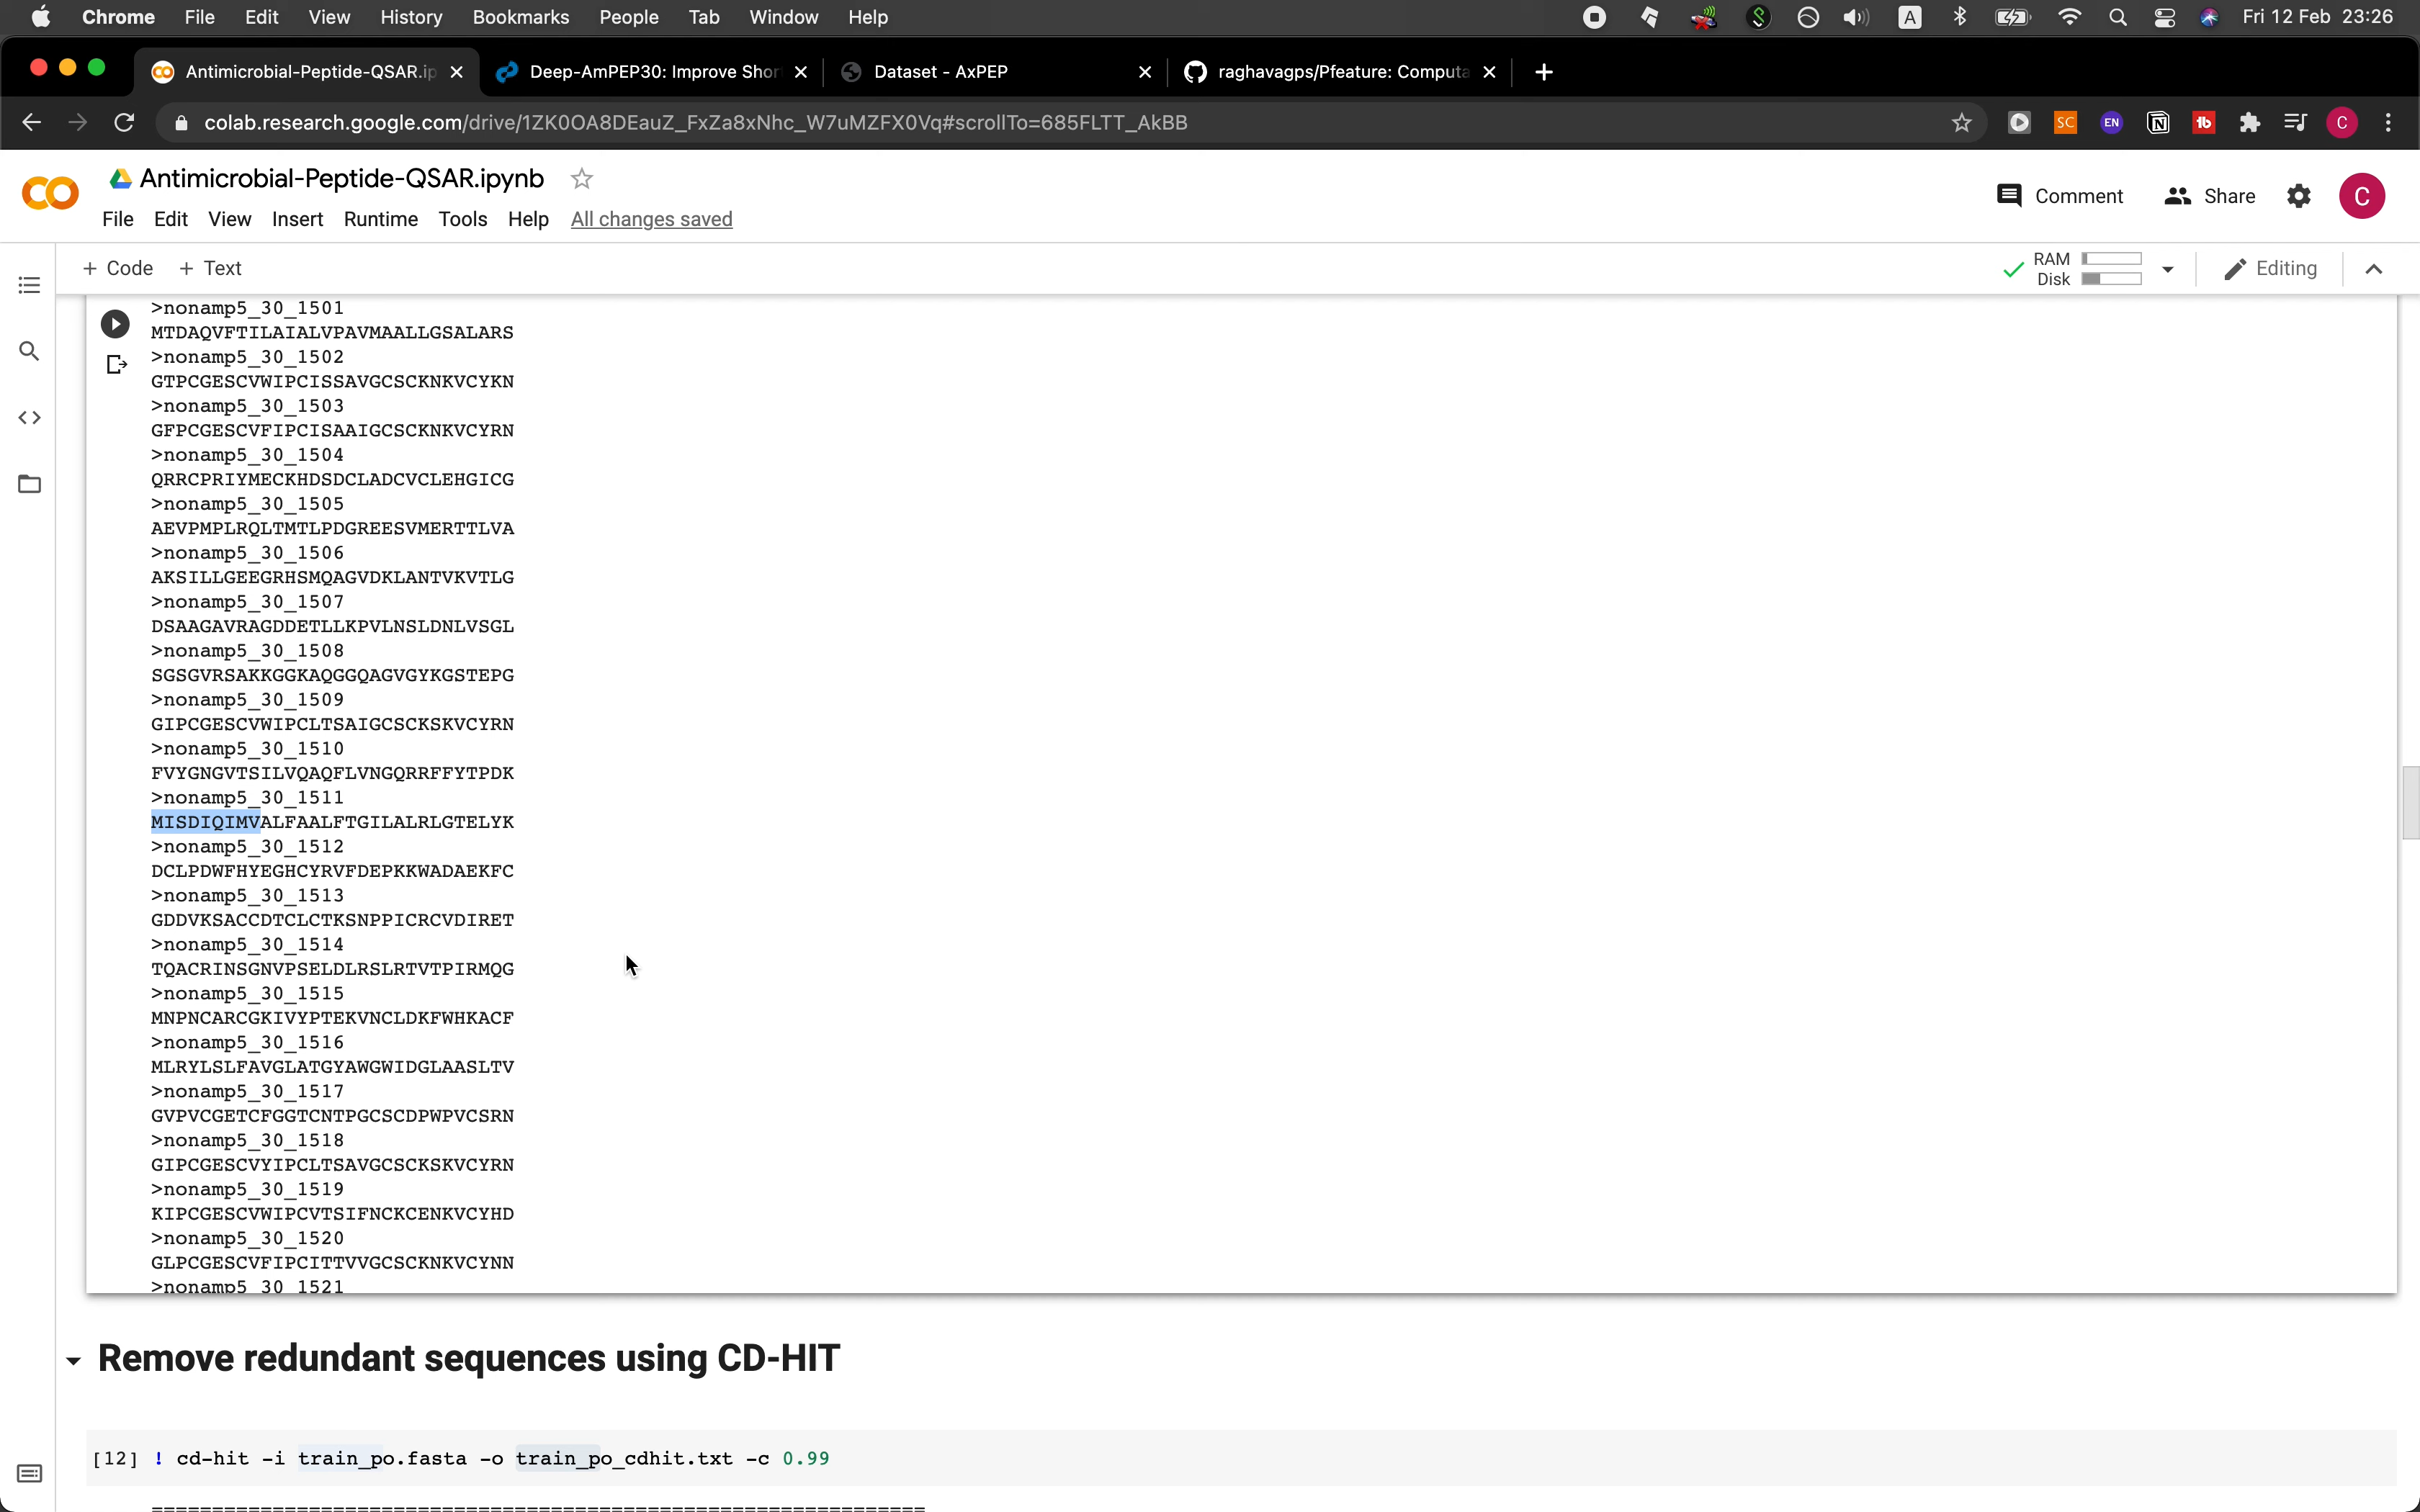 Chrome File Edit View History Bookmarks People Tab Window Help A Fri 12 Feb 23:26
Antimicrobial-Peptide-QSAR.ip Deep-AmPEP30: Improve Shor Dataset - AxPEP raghavagps/Pfeature: Computa
colab.research.google.com/drive/1ZK0OA8DEauZ_FxZa8xNhc_W7uMZFX0Vq#scrollTo=685FLTT_AkBB SC EN tb C
Antimicrobial-Peptide-QSAR.ipynb
Comment Share C
File Edit View Insert Runtime Tools Help All changes saved
+ Code + Text
RAM
Disk
Editing
>nonamp5_30_1501
MTDAQVFTILAIALVPAVMAALLGSALARS
>nonamp5_30_1502
GTPCGESCVWIPCISSAVGCSCKNKVCYKN
>nonamp5_30_1503
GFPCGESCVFIPCISAAIGCSCKNKVCYRN
>nonamp5_30_1504
QRRCPRIYMECKHDSDCLADCVCLEHGICG
>nonamp5_30_1505
AEVPMPLRQLTMTLPDGREESVMERTTLVA
>nonamp5_30_1506
AKSILLGEEGRHSMQAGVDKLANTVKVTLG
>nonamp5_30_1507
DSAAGAVRAGDDETLLKPVLNSLDNLVSGL
>nonamp5_30_1508
SGSGVRSAKKGGKAQGGQAGVGYKGSTEPG
>nonamp5_30_1509
GIPCGESCVWIPCLTSAIGCSCKSKVCYRN
>nonamp5_30_1510
FVYGNGVTSILVQAQFLVNGQRRFFYTPDK
>nonamp5_30_1511
MISDIQIMVALFAALFTGILALRLGTELYK
>nonamp5_30_1512
DCLPDWFHYEGHCYRVFDEPKKWADAEKFC
>nonamp5_30_1513
GDDVKSACCDTCLCTKSNPPICRCVDIRET
>nonamp5_30_1514
TQACRINSGNVPSELDLRSLRTVTPIRMQG
>nonamp5_30_1515
MNPNCARCGKIVYPTEKVNCLDKFWHKACF
>nonamp5_30_1516
MLRYLSLFAVGLATGYAWGWIDGLAASLTV
>nonamp5_30_1517
GVPVCGETCFGGTCNTPGCSCDPWPVCSRN
>nonamp5_30_1518
GIPCGESCVYIPCLTSAVGCSCKSKVCYRN
>nonamp5_30_1519
KIPCGESCVWIPCVTSIFNCKCENKVCYHD
>nonamp5_30_1520
GLPCGESCVFIPCITTVVGCSCKNKVCYNN
>nonamp5_30_1521
Remove redundant sequences using CD-HIT
[12] ! cd-hit -i train_po.fasta -o train_po_cdhit.txt -c 0.99
================================================================